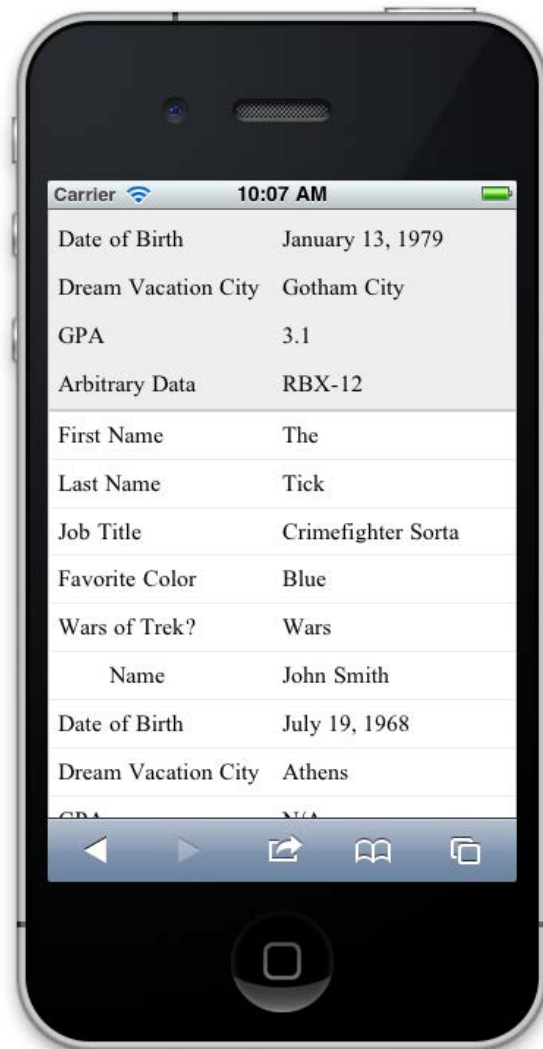 Carrier 10:07 AM
Date of Birth January 13, 1979
Dream Vacation City Gotham City
GPA 3.1
Arbitrary Data RBX-12
First Name The
Last Name Tick
Job Title Crimefighter Sorta
Favorite Color Blue
Wars of Trek? Wars
Name John Smith
Date of Birth July 19, 1968
Dream Vacation City Athens
GPA N/A